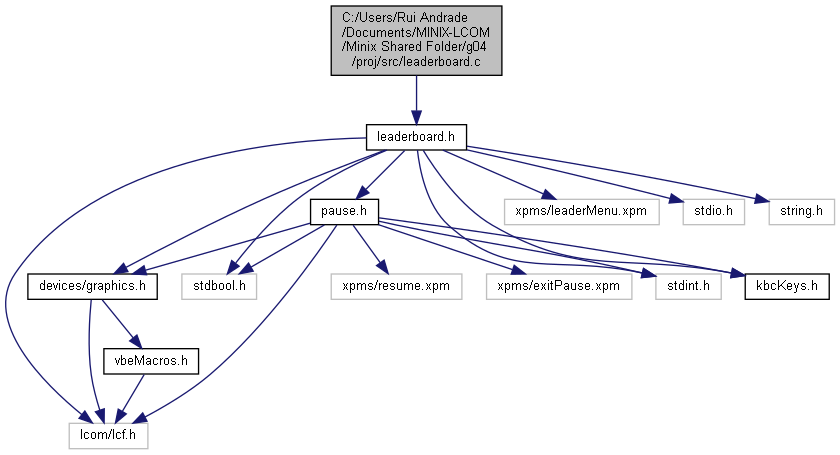 C:/Users/Rui Andrade
/Documents/MINIX-LCOM
/Minix Shared Folder/g04
/proj/src/leaderboard.c
leaderboard.h
pause.h
xpms/leaderMenu.xpm
stdio.h
string.h
devices/graphics.h
stdbool.h
xpms/resume.xpm
xpms/exitPause.xpm
stdint.h
kbcKeys.h
vbeMacros.h
lcom/lcf.h